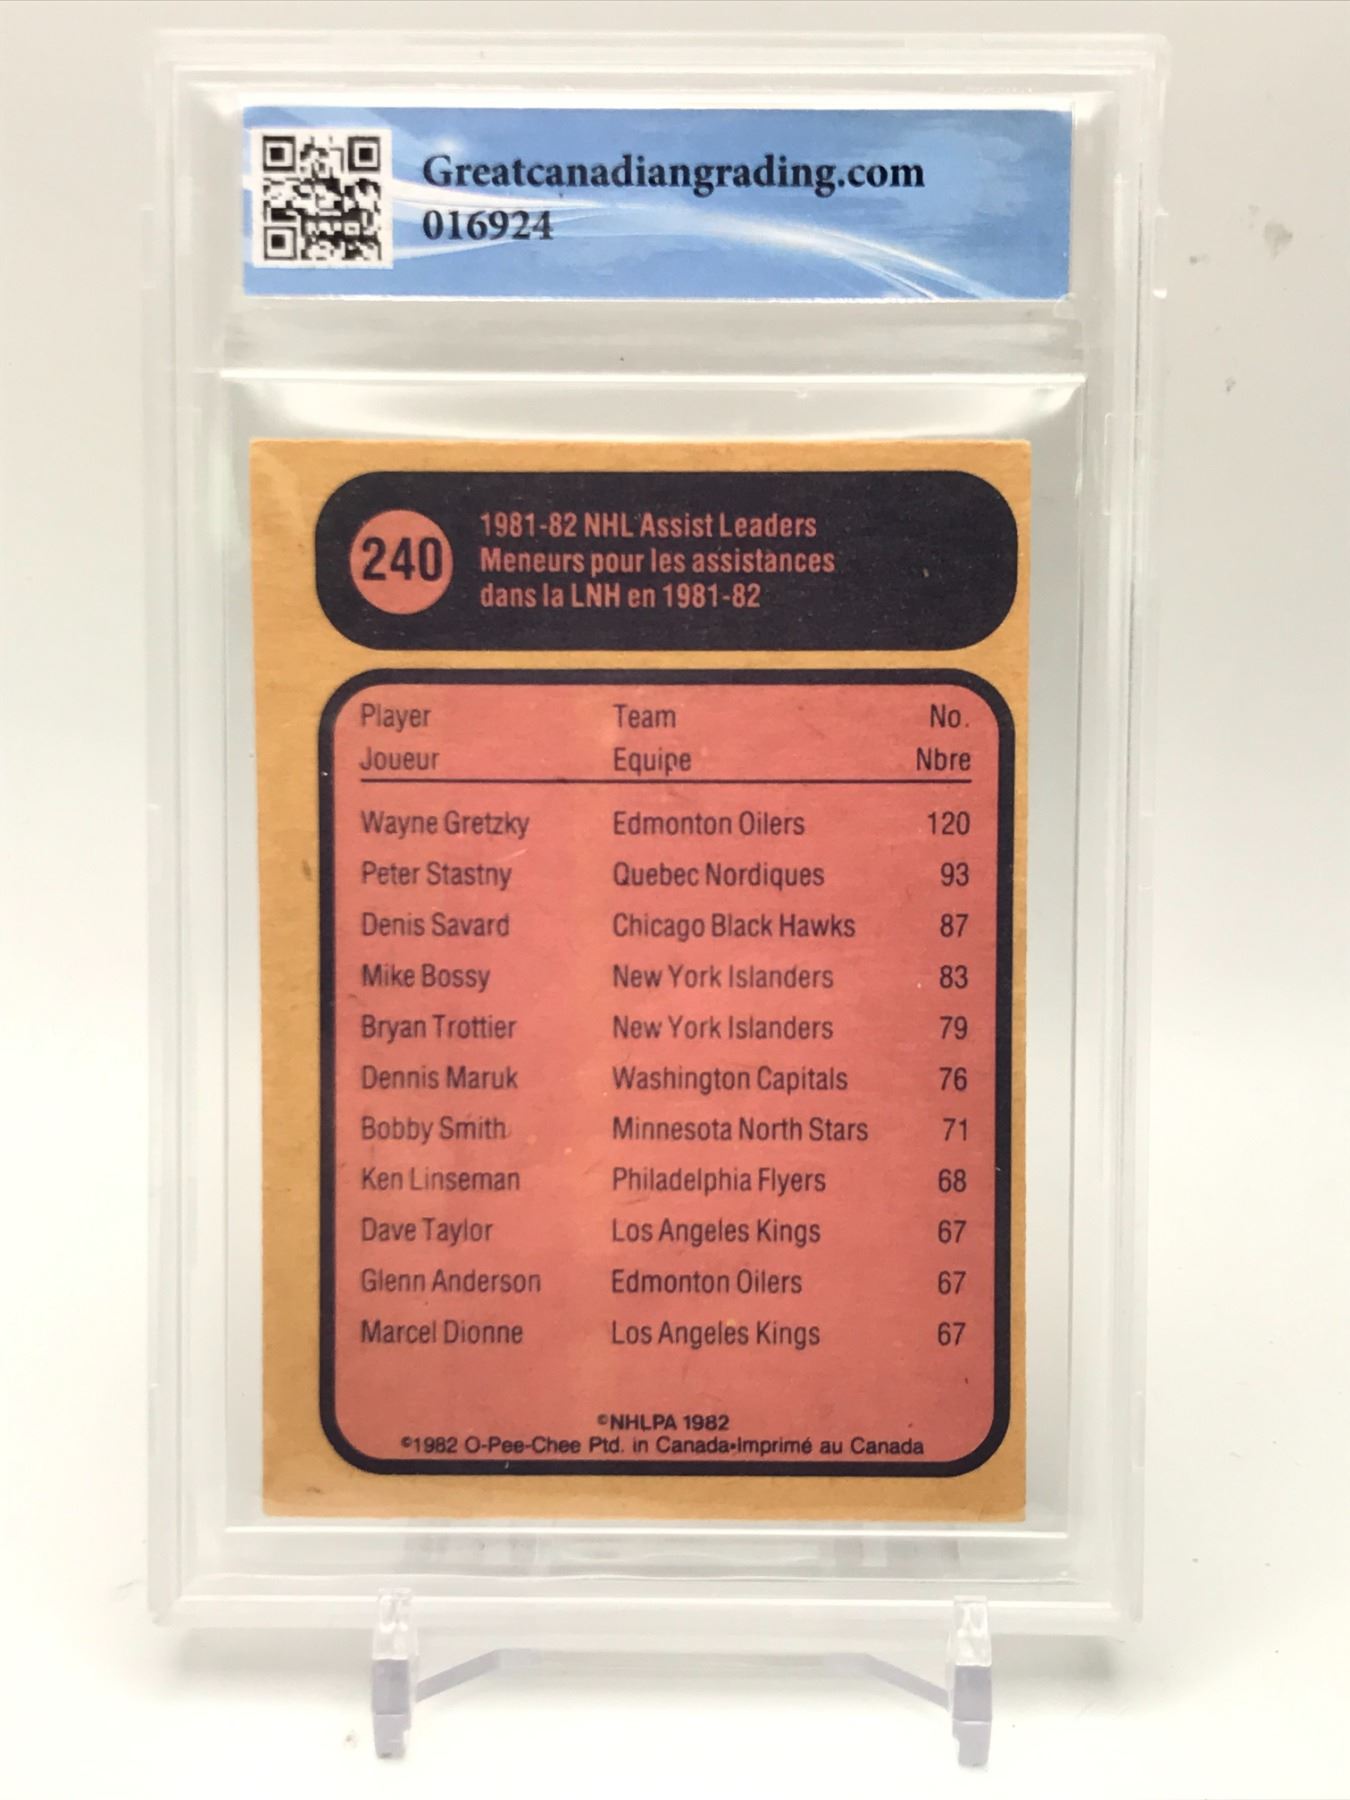 Greatcanadiangrading.com
016924
240
1981-82 NHL Assist Leaders
Meneurs pour les assistances
dans la LNH en 1981-82
Player Team No.
Joueur Equipe Nbre
Wayne Gretzky Edmonton Oilers 120
Peter Stastny Quebec Nordiques 93
Denis Savard Chicago Black Hawks 87
Mike Bossy New York Islanders 83
Bryan Trottier New York Islanders 79
Dennis Maruk Washington Capitals 76
Bobby Smith Minnesota North Stars 71
Ken Linseman Philadelphia Flyers 68
Dave Taylor Los Angeles Kings 67
Glenn Anderson Edmonton Oilers 67
Marcel Dionne Los Angeles Kings 67
©NHLPA 1982
©1982 O-Pee-Chee Ptd. in Canada•Imprimé au Canada